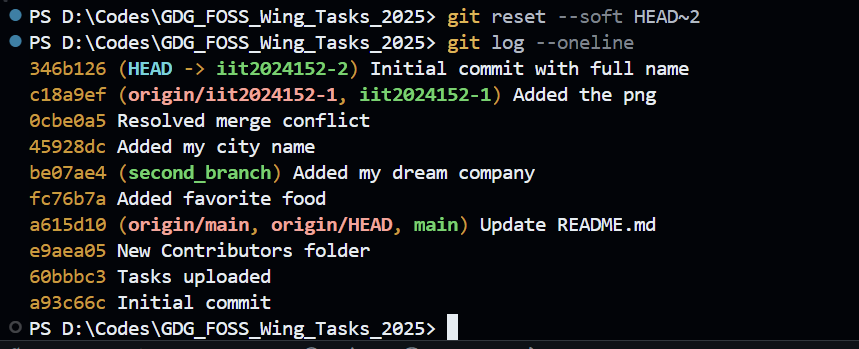 PS D:\Codes\GDG_FOSS_Wing_Tasks_2025> git reset --soft HEAD~2
PS D:\Codes\GDG_FOSS_Wing_Tasks_2025> git log --oneline
346b126 (HEAD -> iit2024152-2) Initial commit with full name
c18a9ef (origin/iit2024152-1, iit2024152-1) Added the png
0cbe0a5 Resolved merge conflict
45928dc Added my city name
be07ae4 (second_branch) Added my dream company
fc76b7a Added favorite food
a615d10 (origin/main, origin/HEAD, main) Update README.md
e9aea05 New Contributors folder
60bbbc3 Tasks uploaded
a93c66c Initial commit
PS D:\Codes\GDG_FOSS_Wing_Tasks_2025>